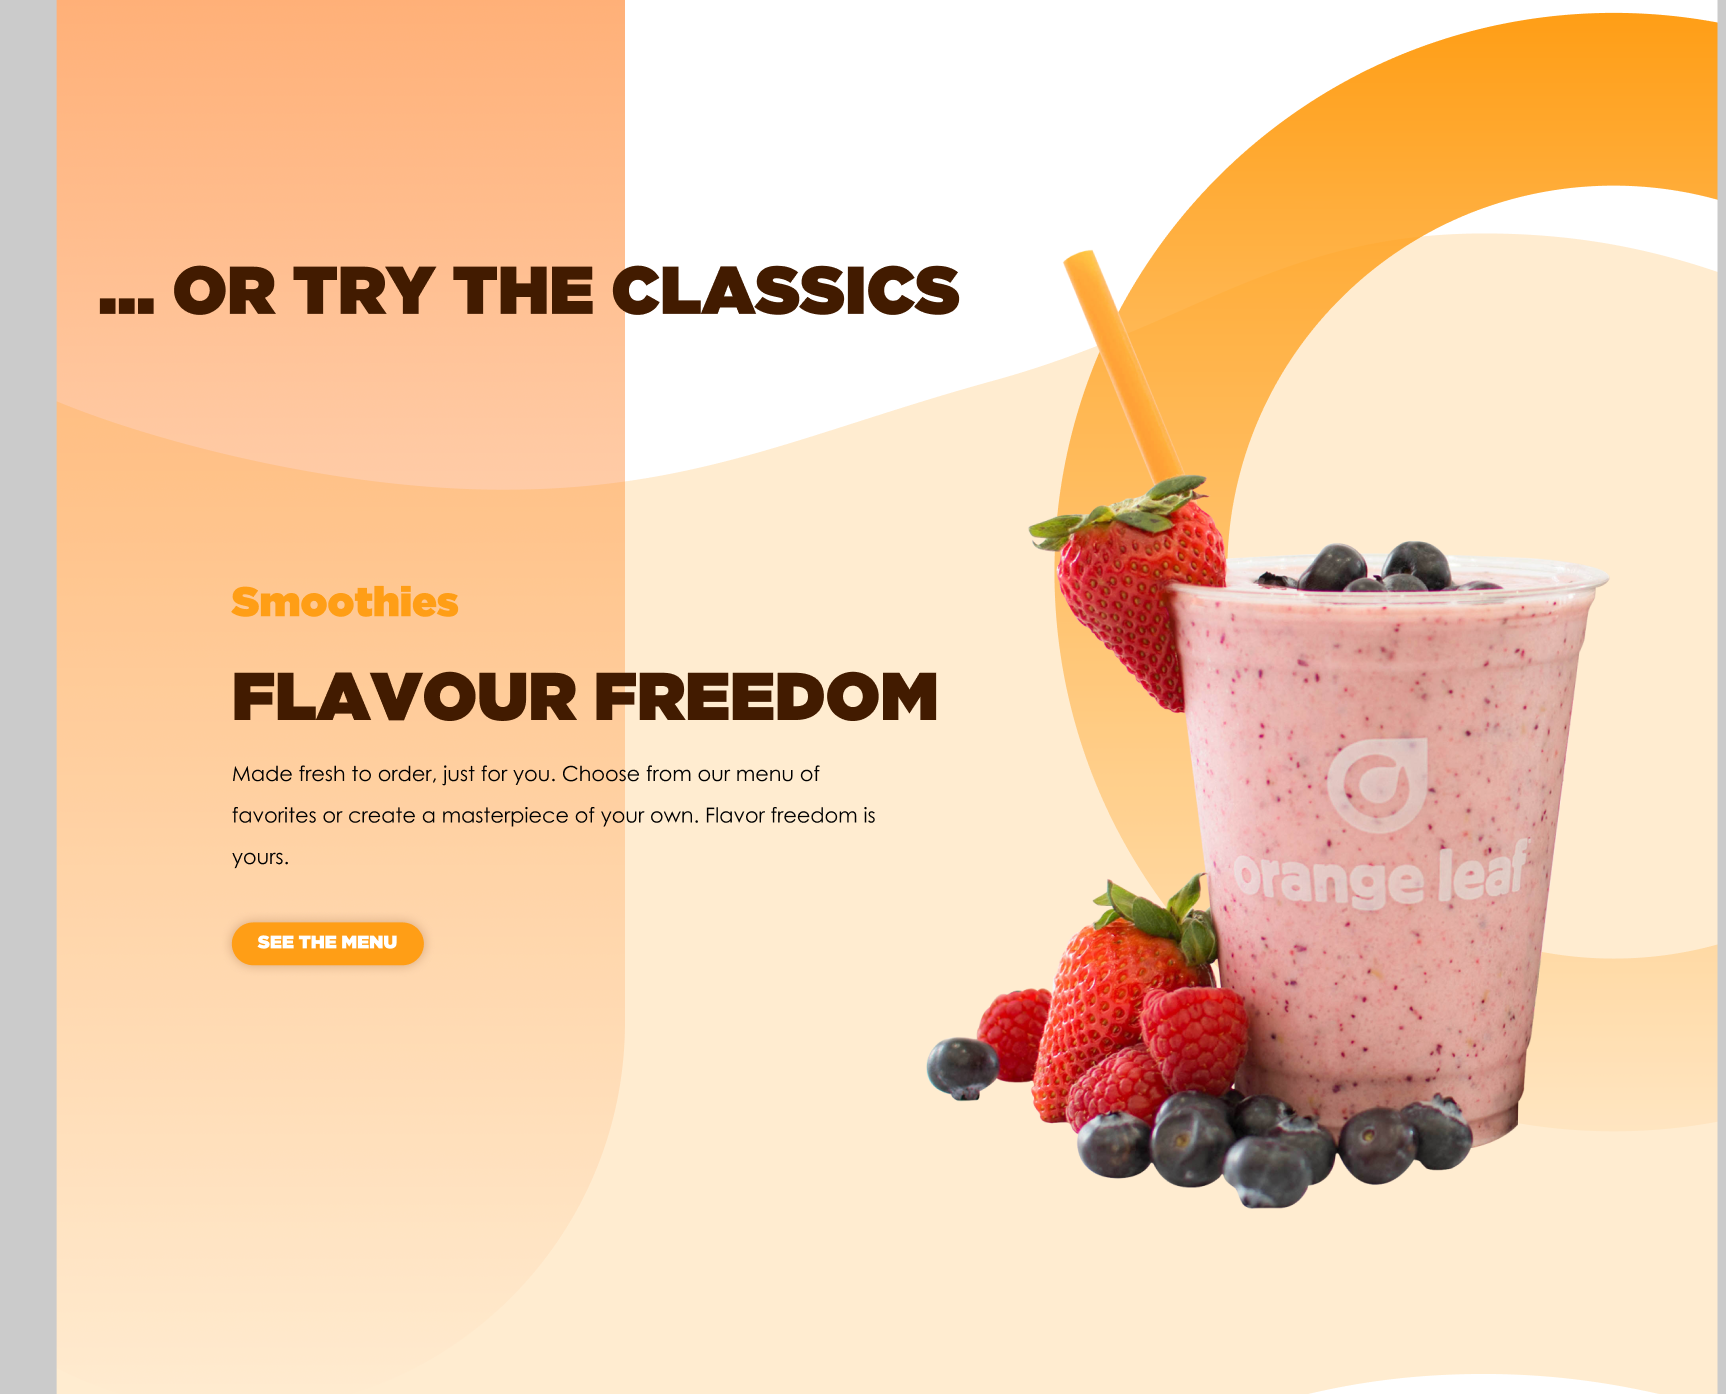 ... OR TRY THE CLASSICS
Smoothies
FLAVOUR FREEDOM
Made fresh to order, just for you. Choose from our menu of
favorites or create a masterpiece of your own. Flavor freedom is
yours.
SEE THE MENU
orange leaf